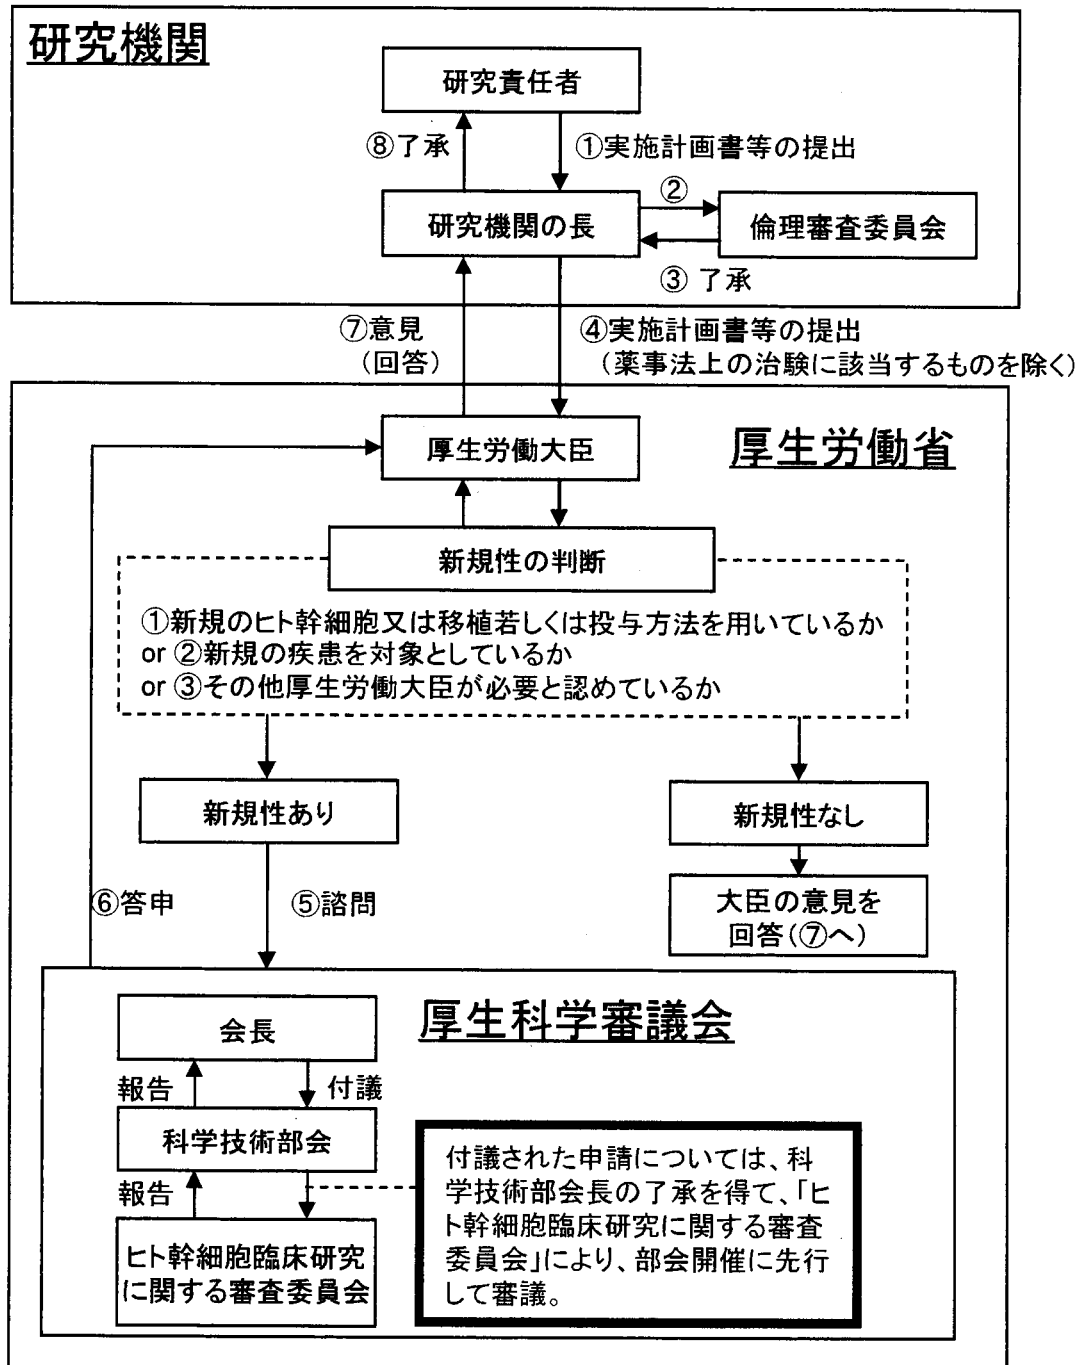 研究機関
研究責任者
⑧了承
①実施計画書等の提出
②
研究機関の長
倫理審査委員会
③ 了承
⑦意見
(回答)
④実施計画書等の提出
(薬事法上の治験に該当するものを除く)
厚生労働大臣
厚生労働省
新規性の判断
①新規のヒト幹細胞又は移植若しくは投与方法を用いているか
or ②新規の疾患を対象としているか
or ③その他厚生労働大臣が必要と認めているか
新規性あり
新規性なし
⑥答申
⑤諮問
大臣の意見を
回答(⑦へ)
厚生科学審議会
会長
報告
付議
科学技術部会
報告
ヒト幹細胞臨床研究
に関する審査委員会
付議された申請については、科
学技術部会長の了承を得て、「ヒ
ト幹細胞臨床研究に関する審査
委員会」により、部会開催に先行
して審議。